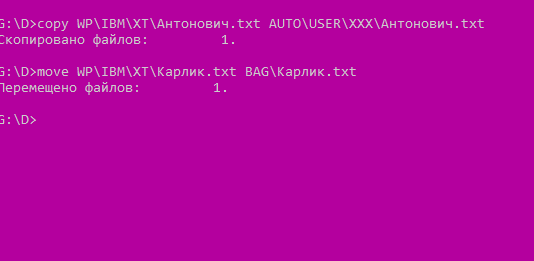 G:\D>copy WP\IBM\XT\Антонович.txt AUTO\USER\XXX\Антонович.txt
Скопировано файлов:         1.
G:\D>move WP\IBM\XT\Карлик.txt BAG\Карлик.txt
Перемещено файлов:         1.
G:\D>